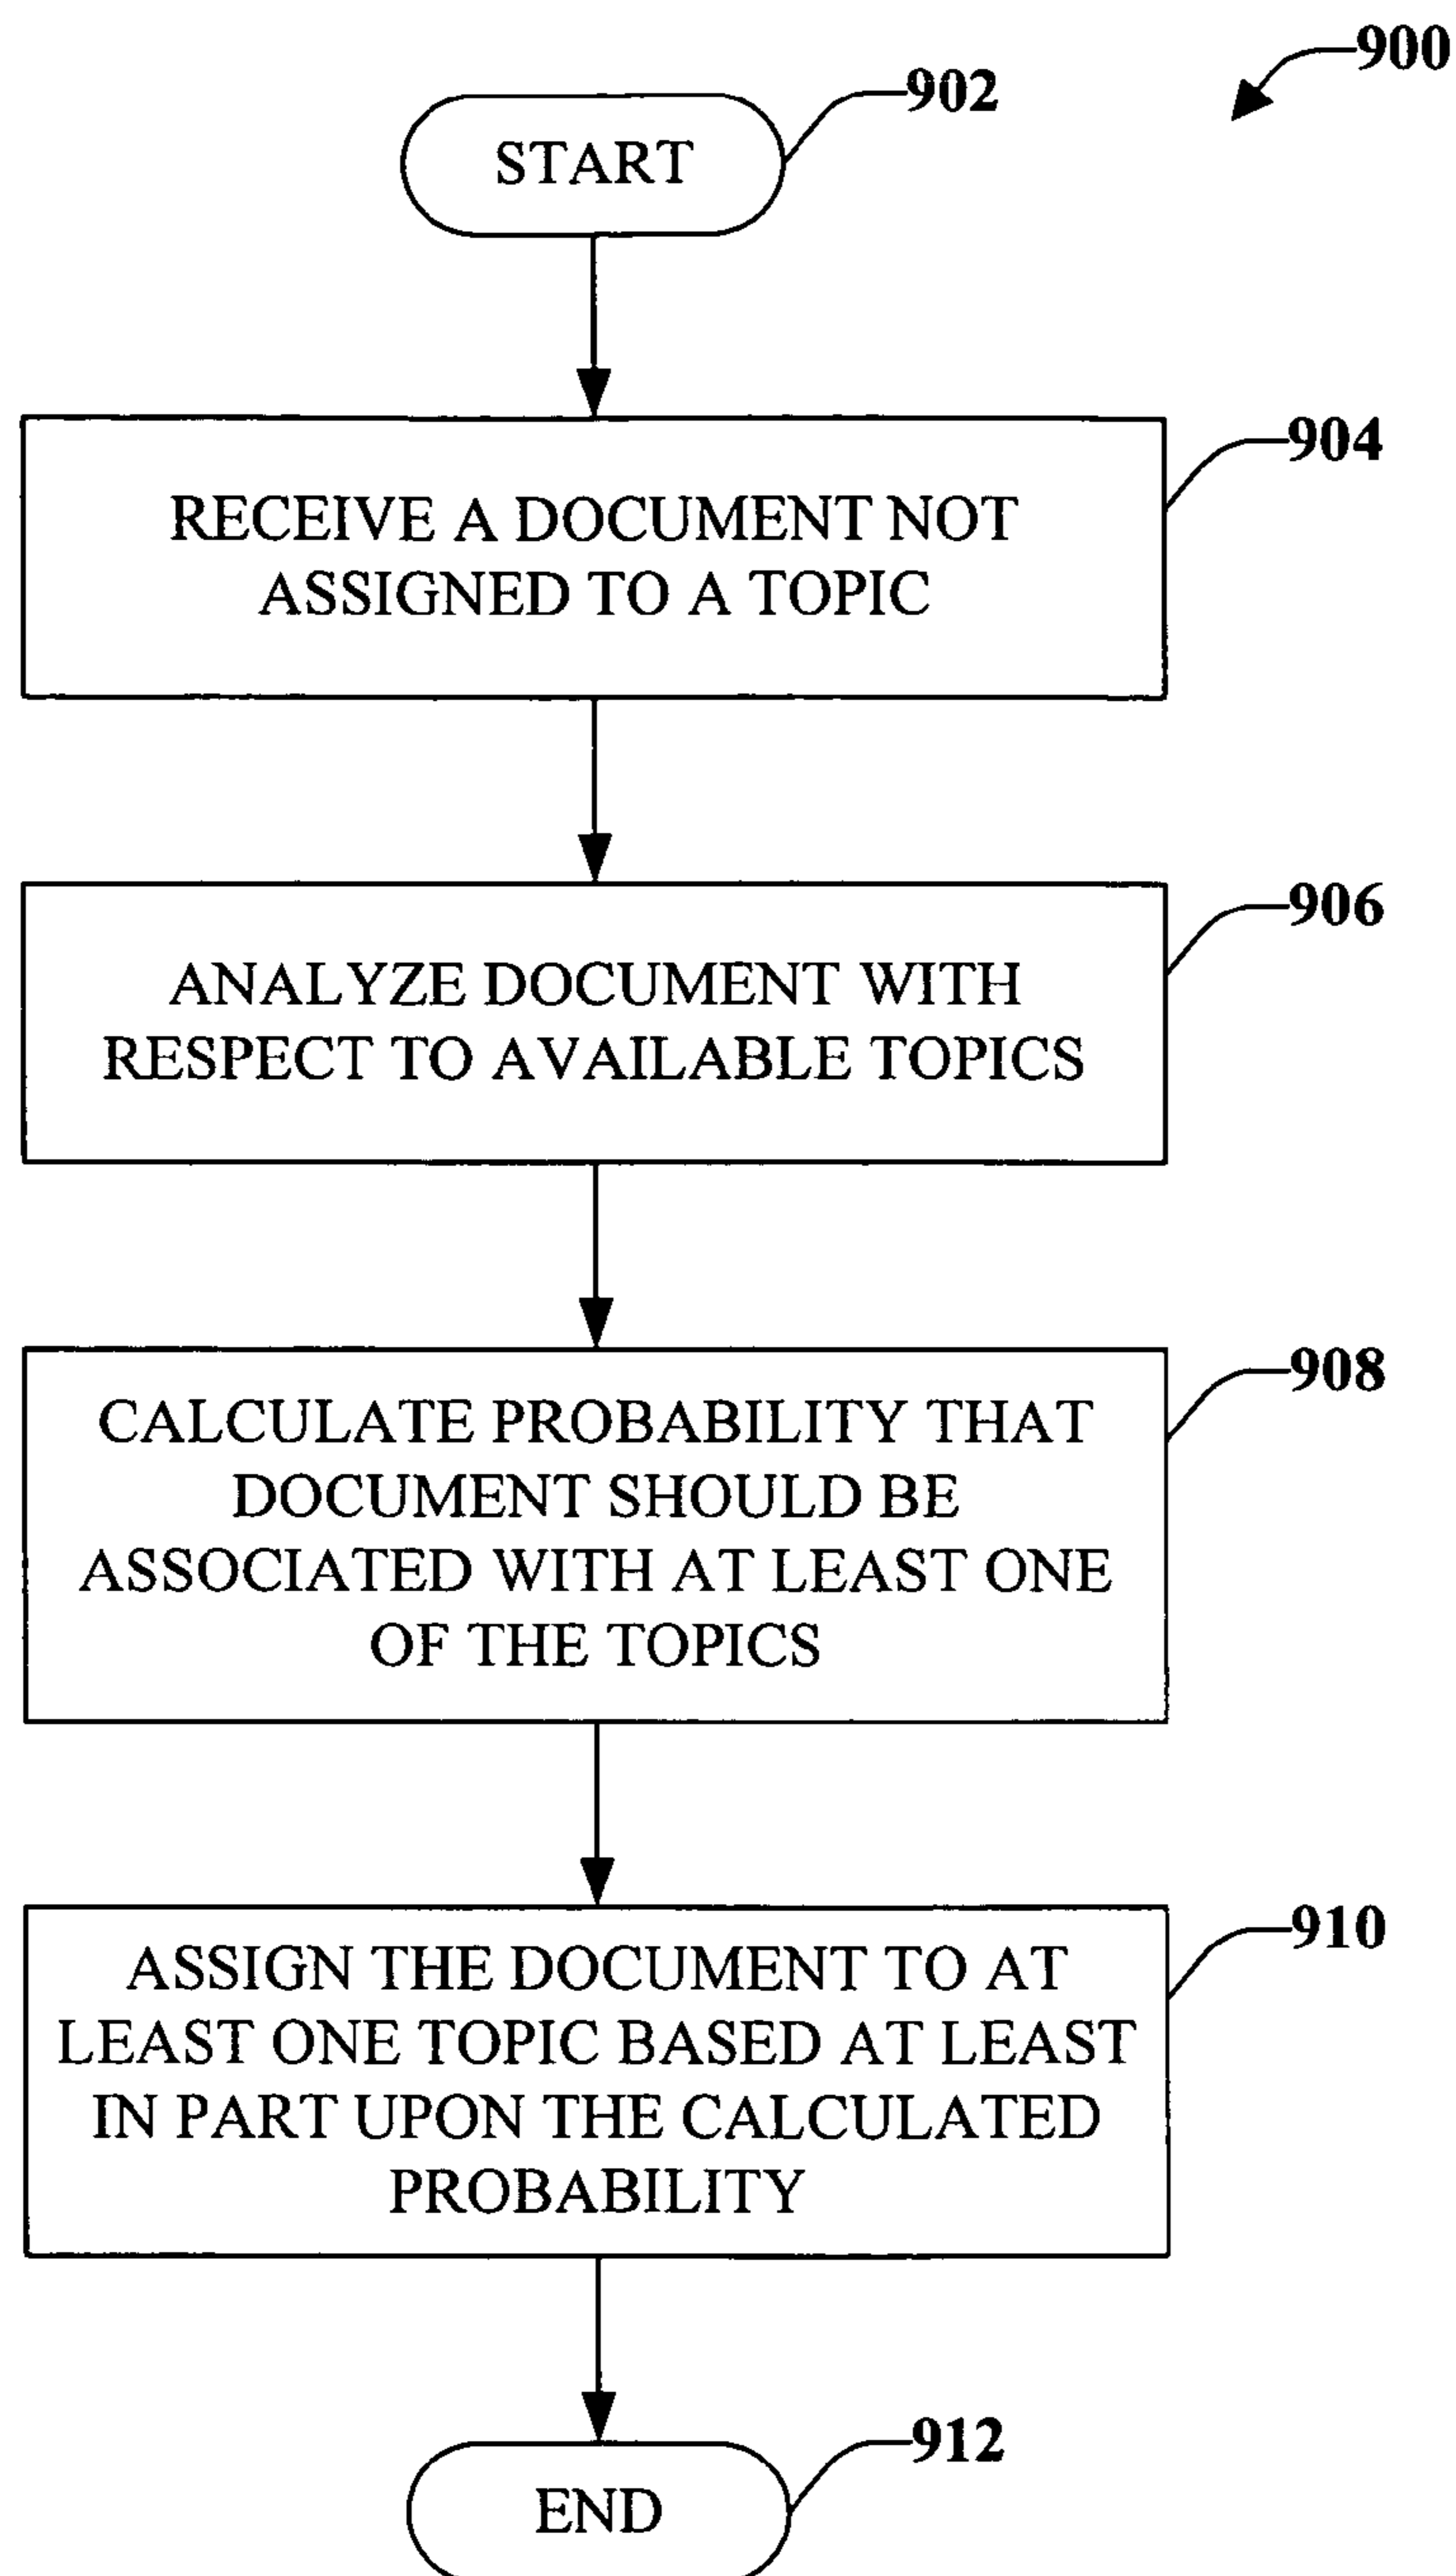 900
902
START
904
RECEIVE A DOCUMENT NOT
ASSIGNED TO A TOPIC
906
ANALYZE DOCUMENT WITH
RESPECT TO AVAILABLE TOPICS
908
CALCULATE PROBABILITY THAT
DOCUMENT SHOULD BE
ASSOCIATED WITH AT LEAST ONE
OF THE TOPICS
910
ASSIGN THE DOCUMENT TO AT
LEAST ONE TOPIC BASED AT LEAST
IN PART UPON THE CALCULATED
PROBABILITY
912
END